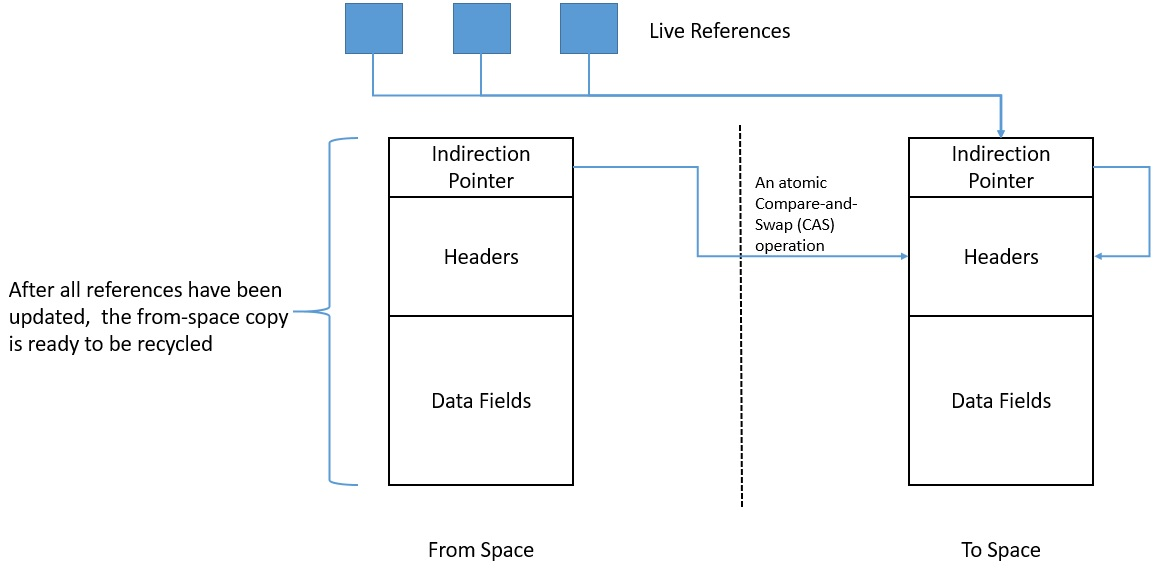 Live References
Indirection
Pointer
Headers
Data Fields
From Space
An atomic
Compare-and-
Swap (CAS)
operation
Indirection
Pointer
Headers
Data Fields
To Space
After all references have been
updated,  the from-space copy
is ready to be recycled